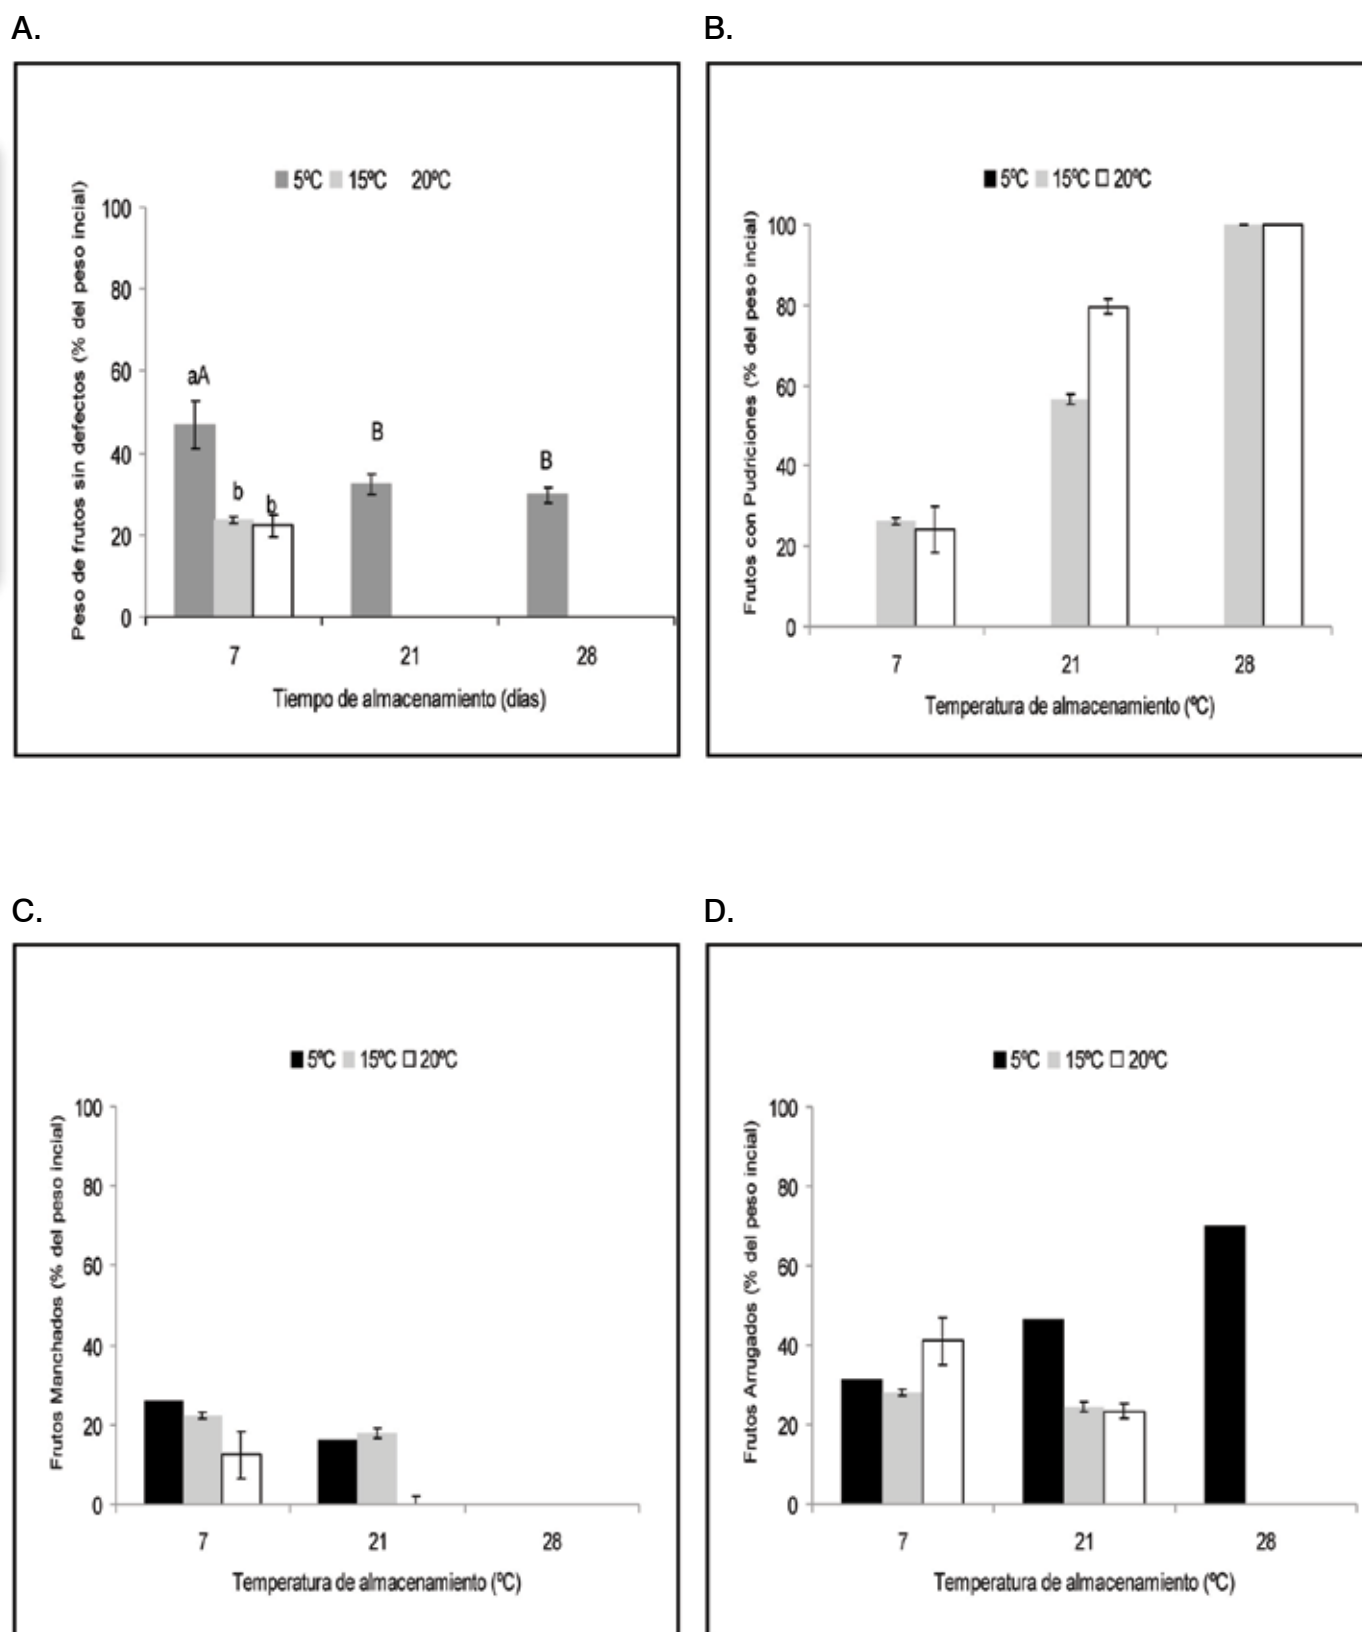 A.
5ºC 15ºC 20ºC
Peso de frutos sin defectos (% del peso incial)
100
80
60
40
20
0
aA
b
b
B
B
7 21 28
Tiempo de almacenamiento (días)
B.
5ºC 15ºC 20ºC
Frutos con Pudriciones (% del peso incial)
100
80
60
40
20
0
7 21 28
Temperatura de almacenamiento (ºC)
C.
5ºC 15ºC 20ºC
Frutos Manchados (% del peso incial)
100
80
60
40
20
0
7 21 28
Temperatura de almacenamiento (ºC)
D.
5ºC 15ºC 20ºC
Frutos Arrugados (% del peso incial)
100
80
60
40
20
0
7 21 28
Temperatura de almacenamiento (ºC)